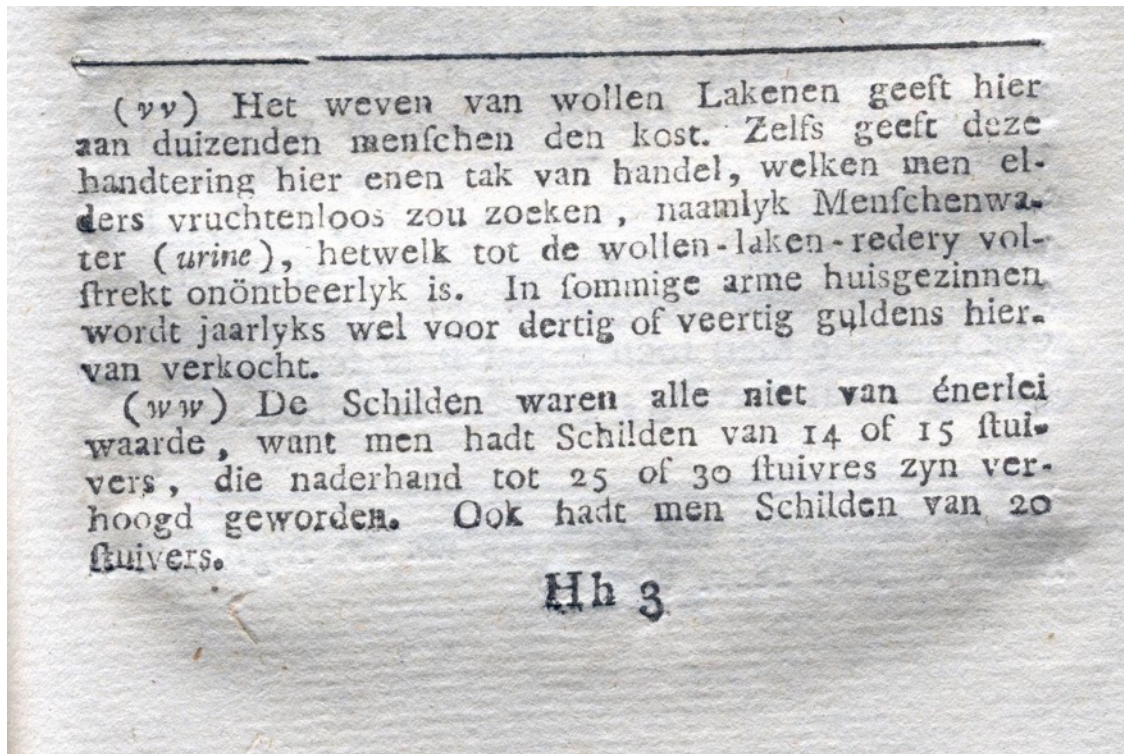 (vv) Het weven van wollen Lakenen geeft hier
aan duizenden menſchen den kost. Zelfs geeft deze
handtering hier enen tak van handel, welken men el-
ders vruchtenloos zou zoeken, naamlyk Menſchenwa-
ter (urine), hetwelk tot de wollen-laken-redery vol-
ſtrekt onöntbeerlyk is. In ſommige arme huisgezinnen
wordt jaarlyks wel voor dertig of veertig guldens hier-
van verkocht.
(ww) De Schilden waren alle niet van énerlei
waarde, want men hadt Schilden van 14 of 15 ſtui-
vers, die naderhand tot 25 of 30 ſtuivres zyn ver-
hoogd geworden. Ook hadt men Schilden van 20
ſtuivers.
Hh 3